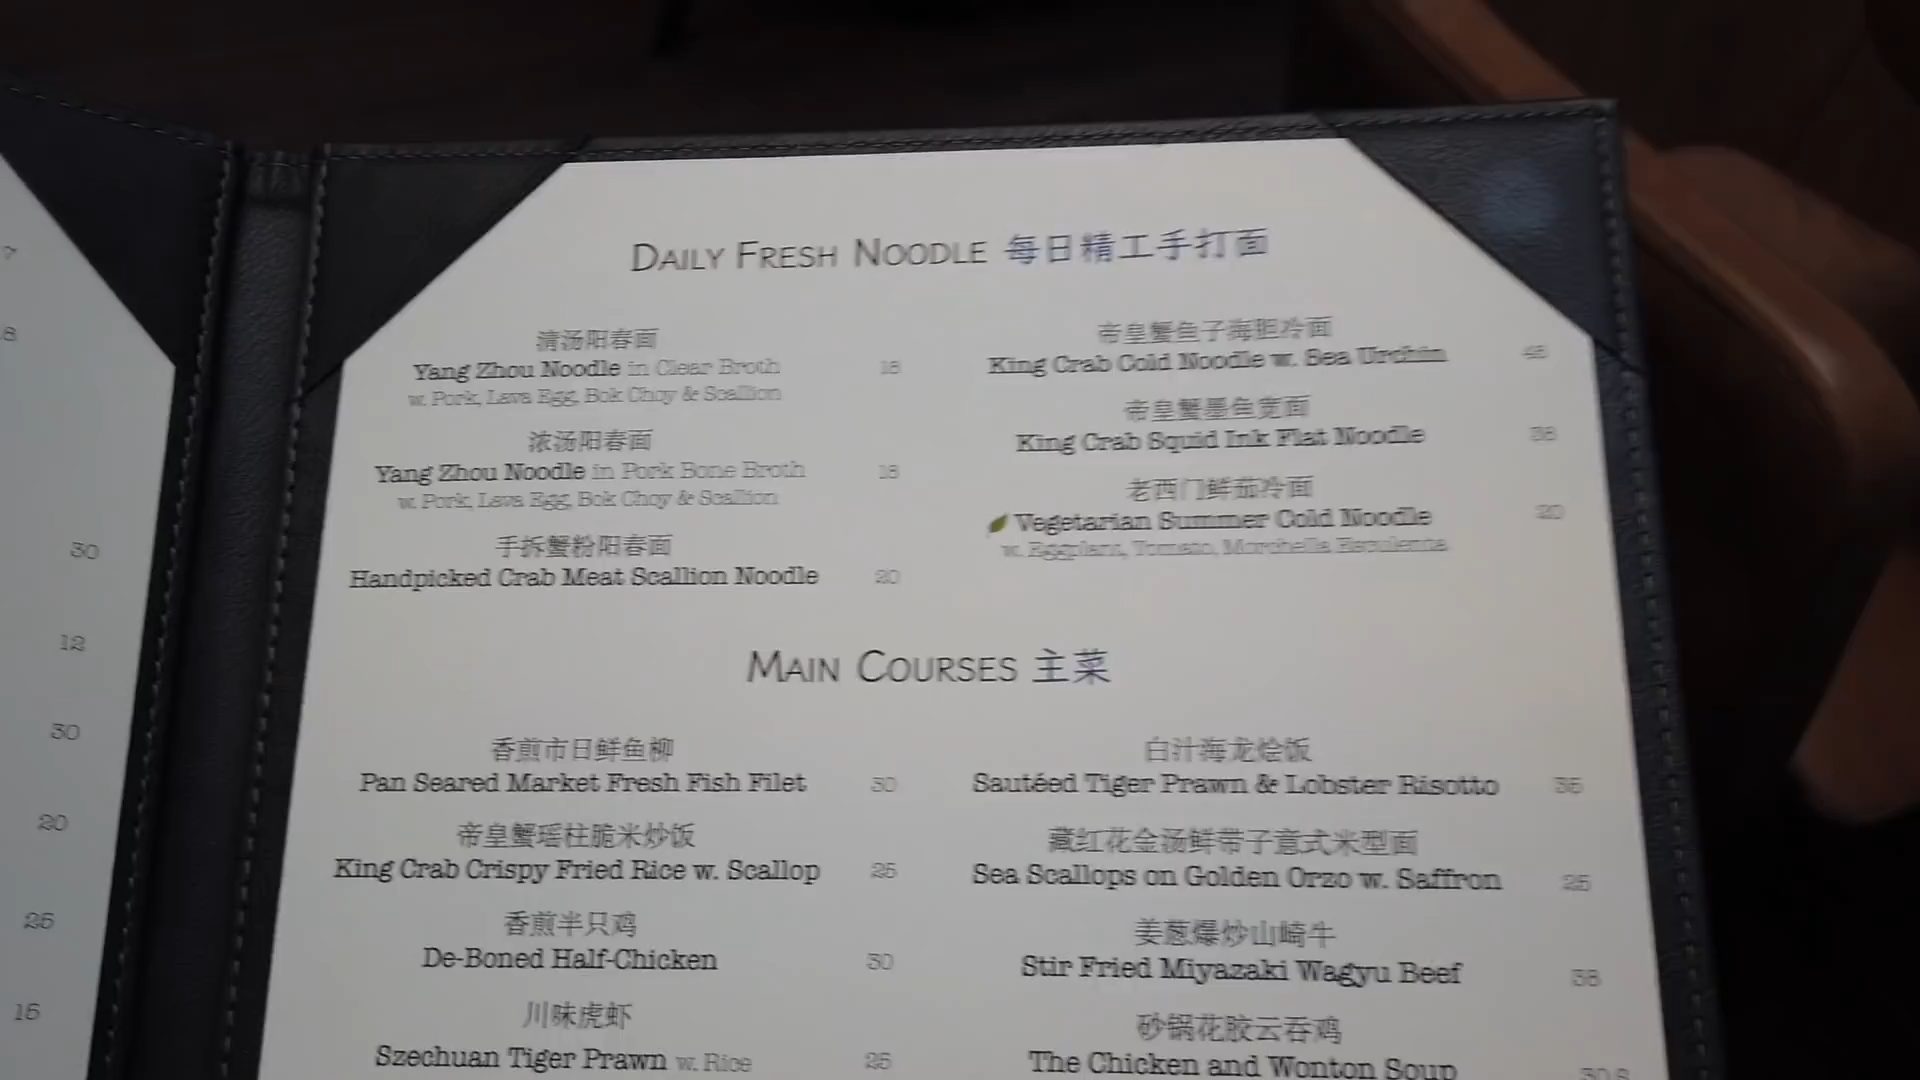 DAILY FRESH NOODLE 每日精工手打面
清汤阳春面
Yang Zhou Noodle in Clear Broth 18
w. Pork, Lava Egg, Bok Choy & Scallion
浓汤阳春面
Yang Zhou Noodle in Pork Bone Broth 18
w. Pork, Lava Egg, Bok Choy & Scallion
手拆蟹粉阳春面
Handpicked Crab Meat Scallion Noodle 20
帝皇蟹鱼子海胆冷面
King Crab Cold Noodle w. Sea Urchin
帝皇蟹墨鱼宽面
King Crab Squid Ink Flat Noodle
老西门鲜茄冷面
Vegetarian Summer Cold Noodle 20
w. Eggplant, Tomato, Morchella Esculenta
MAIN COURSES 主菜
香煎市日鲜鱼柳
Pan Seared Market Fresh Fish Filet 30
帝皇蟹瑶柱脆米炒饭
King Crab Crispy Fried Rice w. Scallop 25
香煎半只鸡
De-Boned Half-Chicken 30
川味虎虾
Szechuan Tiger Prawn w. Rice 25
白汁海龙烩饭
Sautéed Tiger Prawn & Lobster Risotto
藏红花金汤鲜带子意式米型面
Sea Scallops on Golden Orzo w. Saffron 25
姜葱爆炒山崎牛
Stir Fried Miyazaki Wagyu Beef
砂锅花胶云吞鸡
The Chicken and Wonton Soup
30
12
30
20
25
15